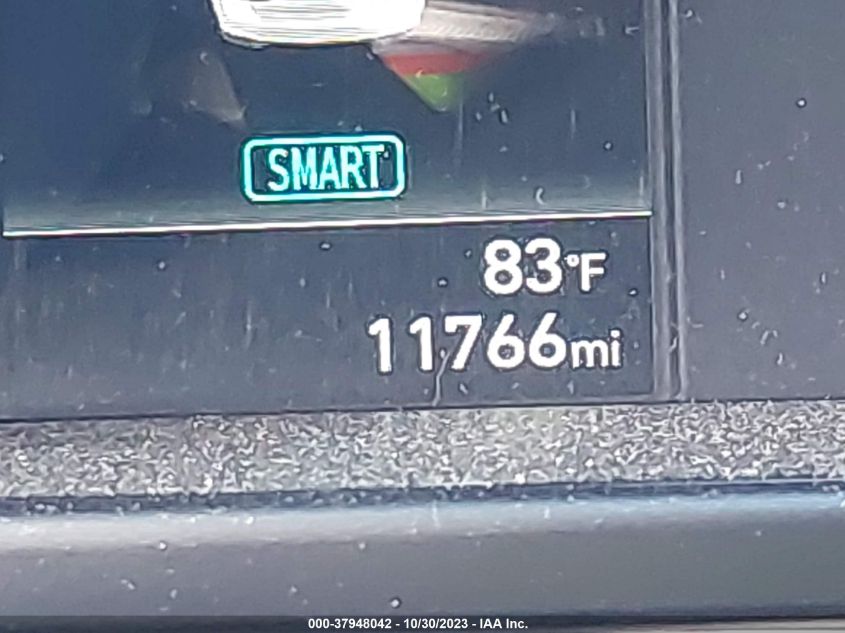 SMART
83°F
11766mi
000-37948042 - 10/30/2023 - IAA Inc.